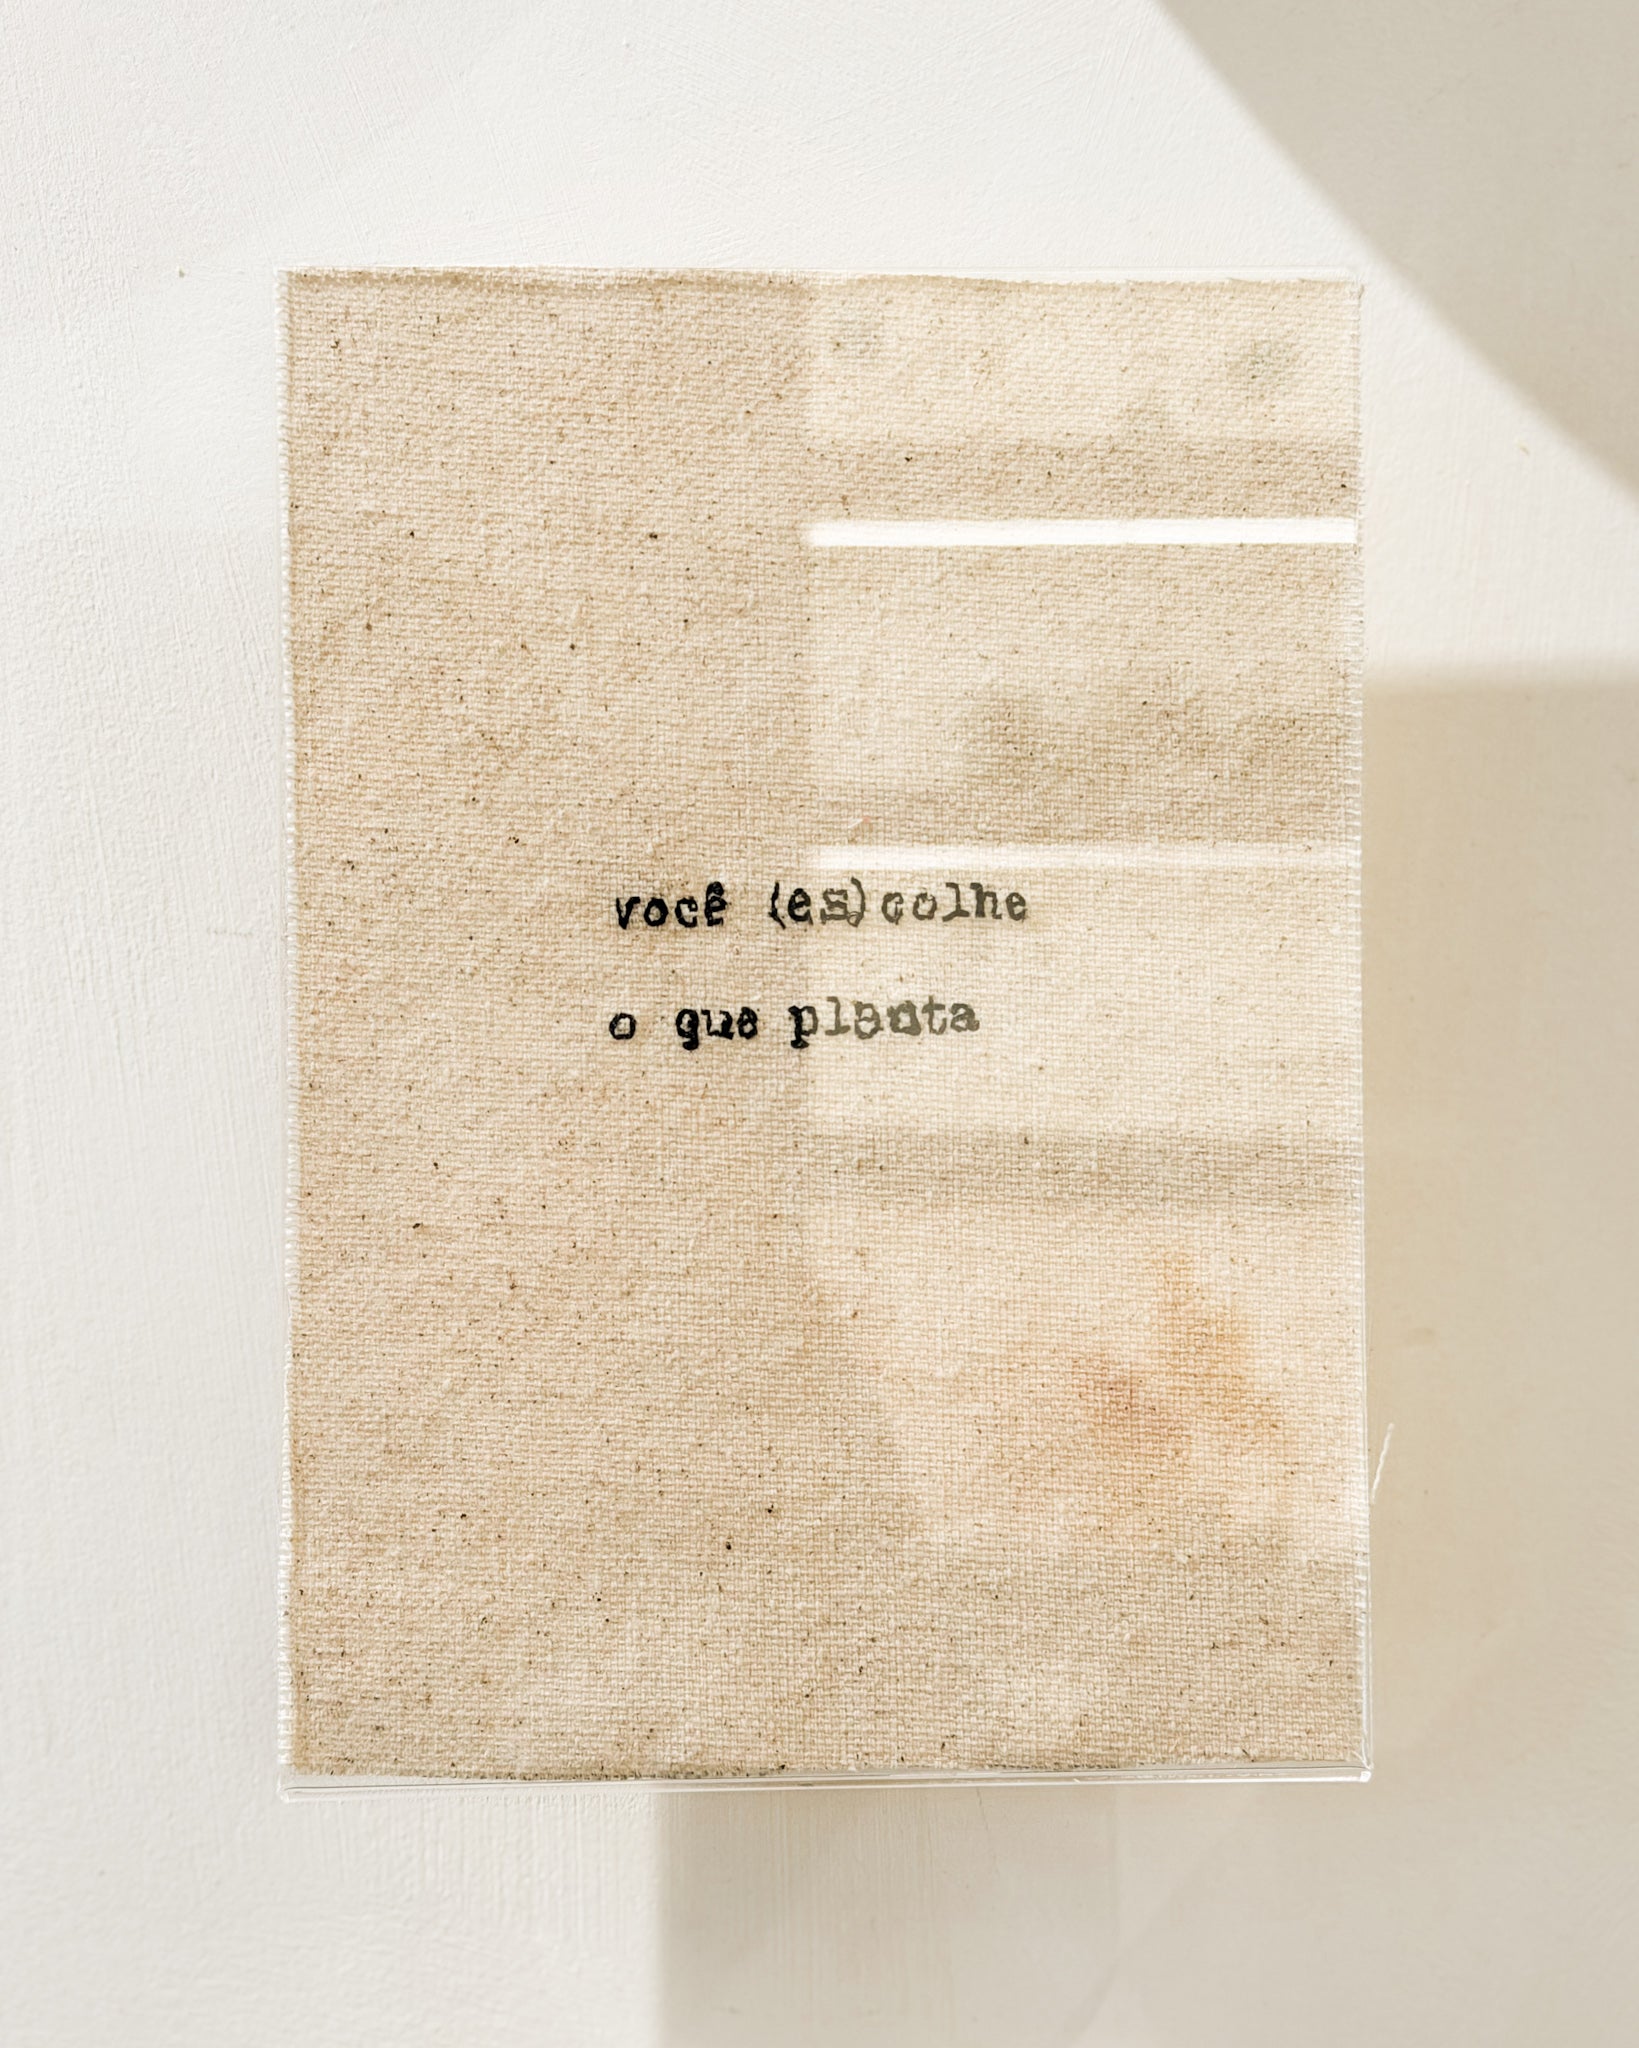 você (es)colhe
o que planta